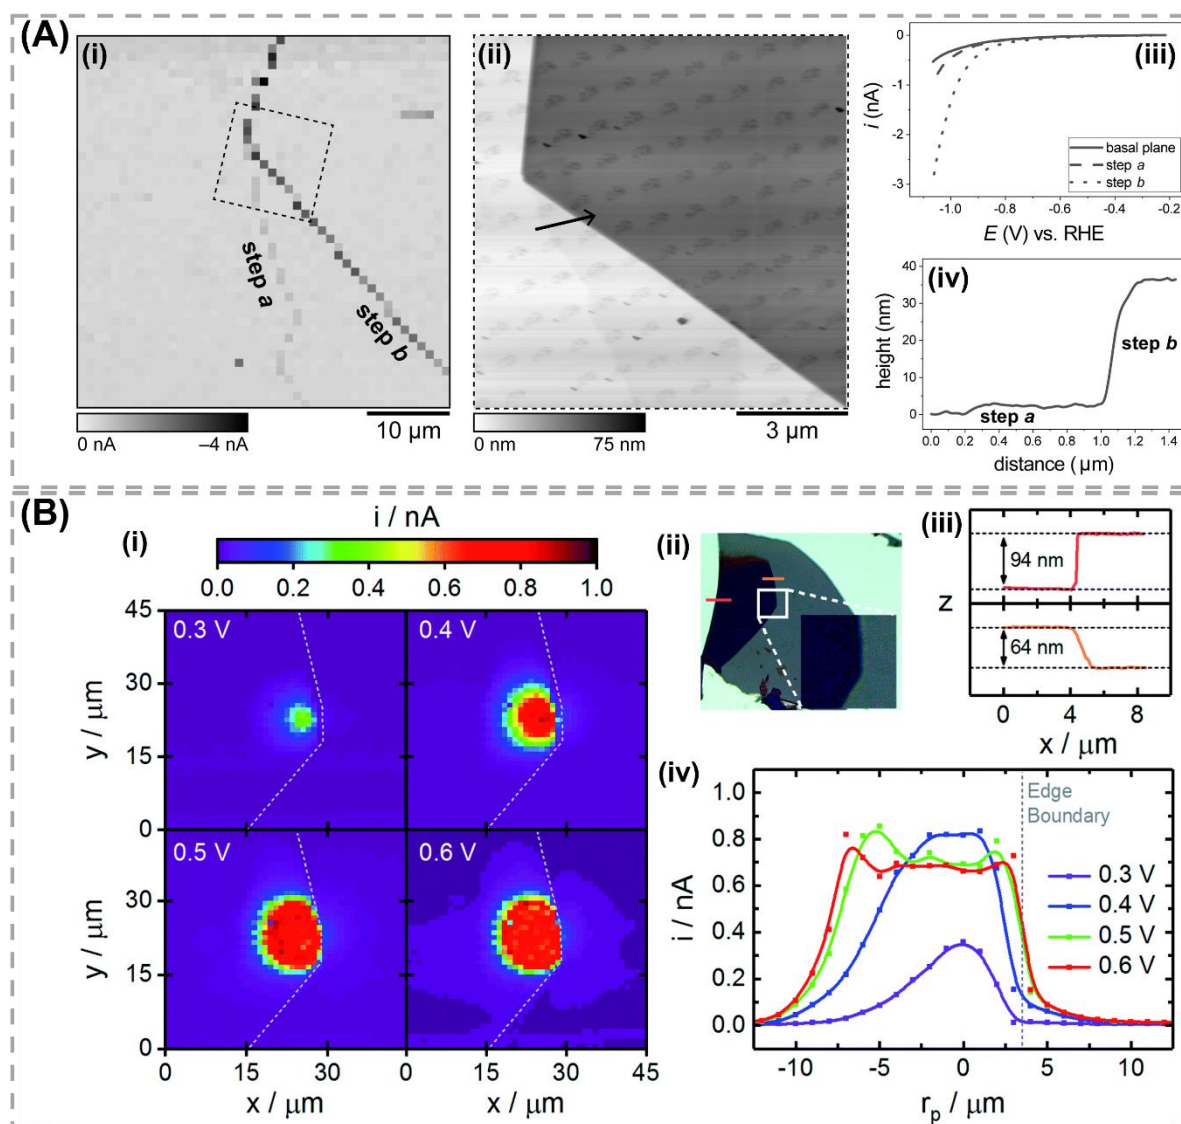 (A)
(i)
step a
step b
0 nA
–4 nA
10 µm
(ii)
0 nm
75 nm
3 µm
(iii)
i (nA)
0
-1
-2
-3
basal plane
step a
step b
-1.0
-0.8
-0.6
-0.4
-0.2
E (V) vs. RHE
(iv)
height (nm)
40
30
20
10
0
step a
step b
0.0 0.2 0.4 0.6 0.8 1.0 1.2 1.4
distance (µm)
(B)
(i)
i / nA
0.0 0.2 0.4 0.6 0.8 1.0
y / µm
45
30
15
0
0.3 V
0.4 V
y / µm
30
15
0
0.5 V
0.6 V
0 15 30
15 30 45
x / µm
x / µm
(ii)
(iii)
z
94 nm
64 nm
0 4 8
x / µm
(iv)
i / nA
1.0
0.8
0.6
0.4
0.2
0.0
Edge
Boundary
0.3 V
0.4 V
0.5 V
0.6 V
-10 -5 0 5 10
rp / µm